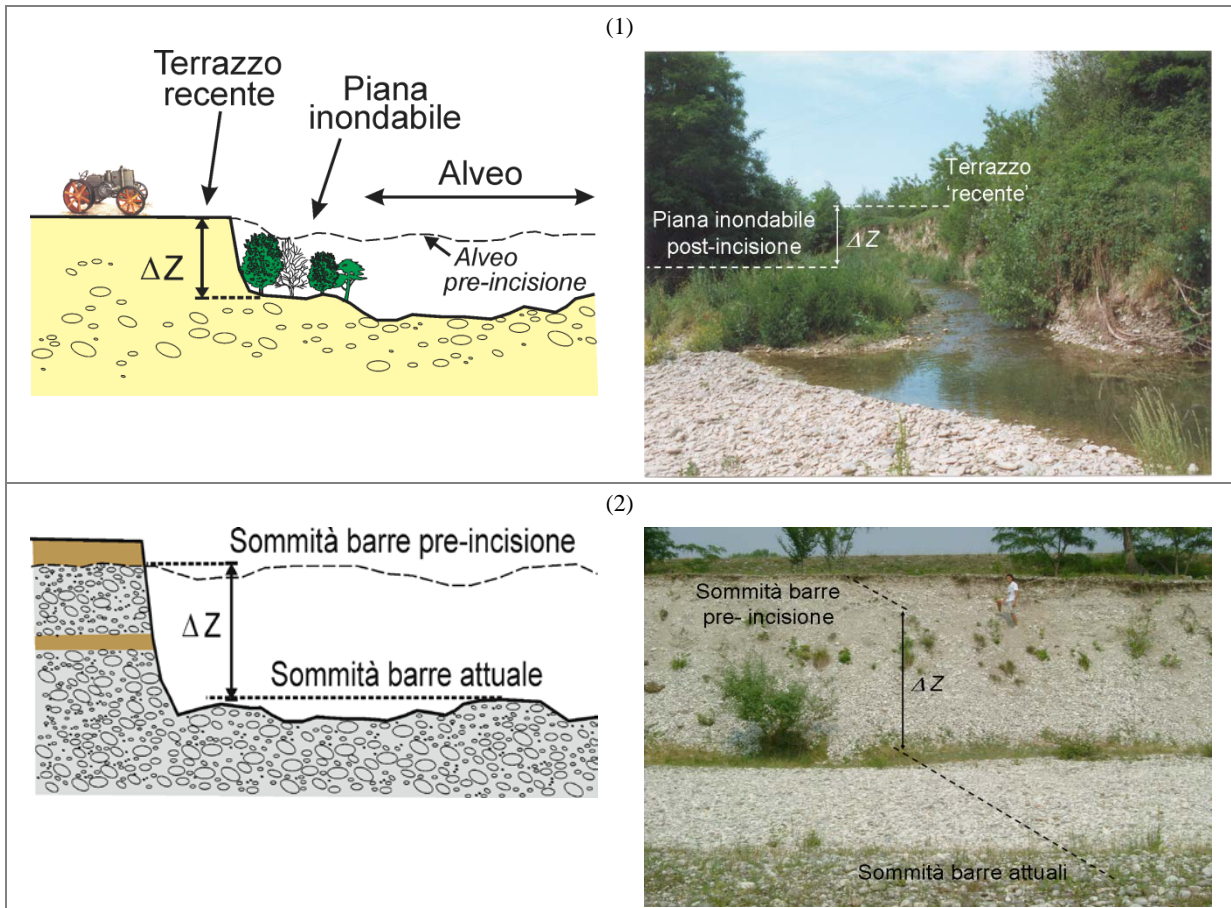 (1)
Terrazzo
recente
Piana
inondabile
Alveo
ΔZ
Alveo
pre-incisione
Terrazzo
'recente'
Piana inondabile
post-incisione
ΔZ
(2)
Sommità barre pre-incisione
ΔZ
Sommità barre attuale
Sommità barre
pre- incisione
ΔZ
Sommità barre attuali